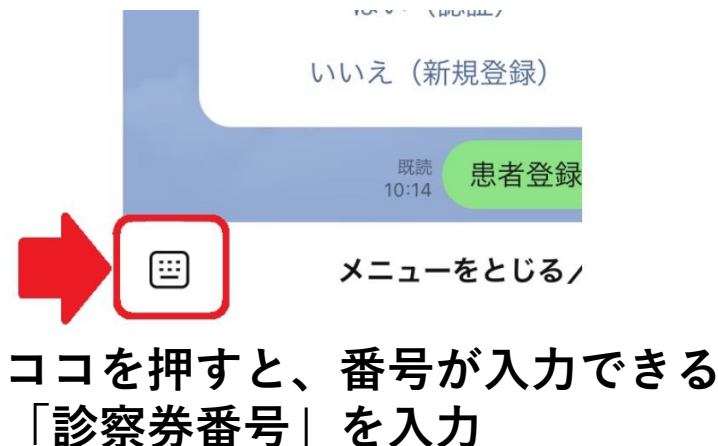 いいえ（新規登録）
既読
10:14
患者登録
メニューをとじる/
ココを押すと、番号が入力できる
「診察券番号」を入力